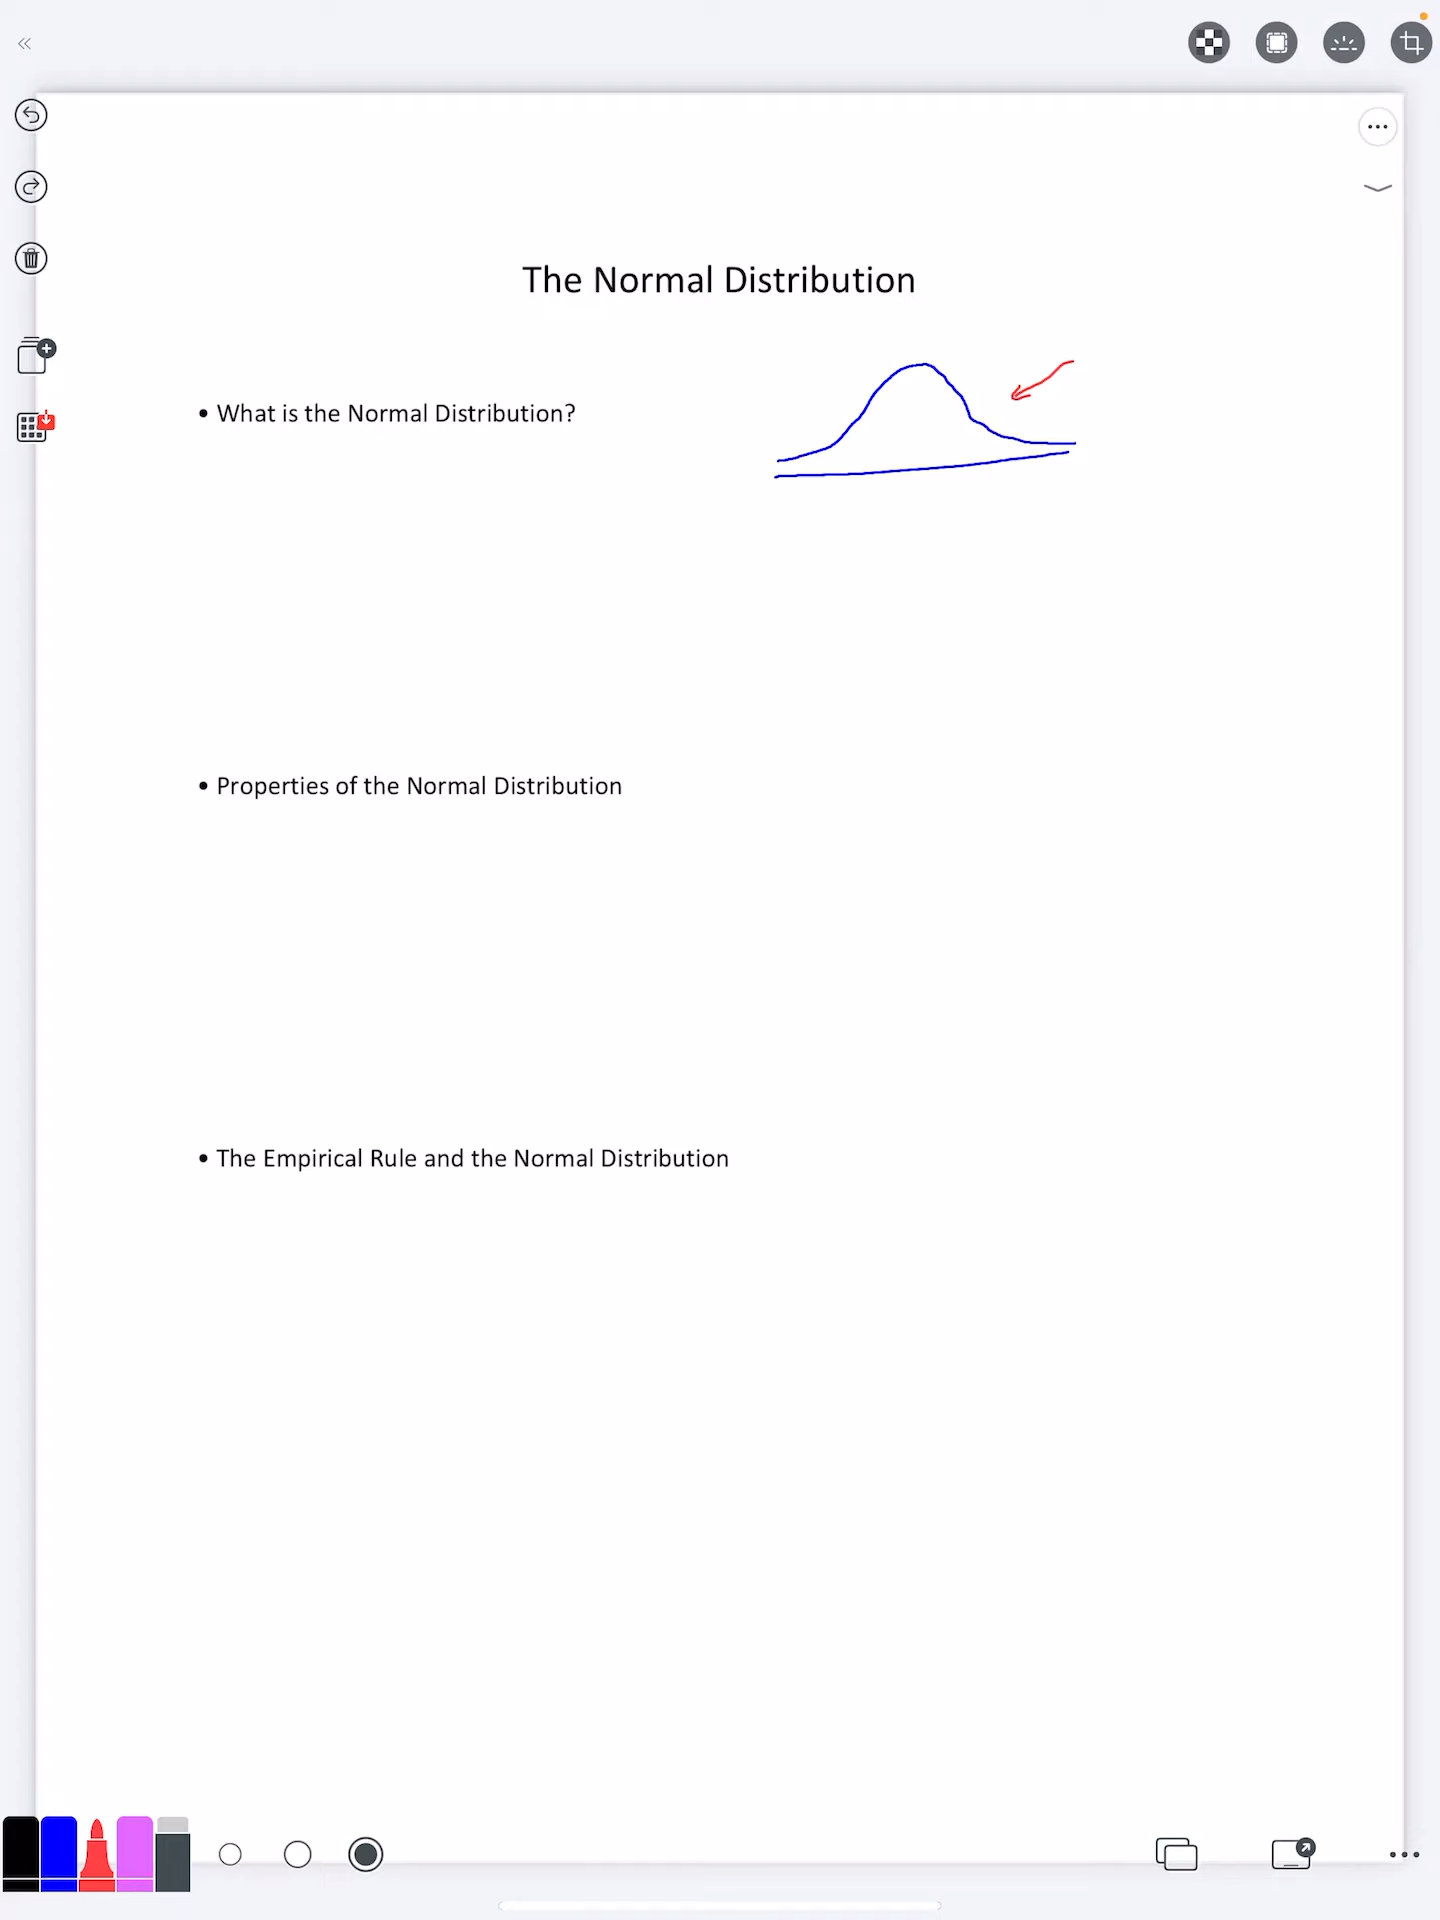 The Normal Distribution
• What is the Normal Distribution?
• Properties of the Normal Distribution
• The Empirical Rule and the Normal Distribution